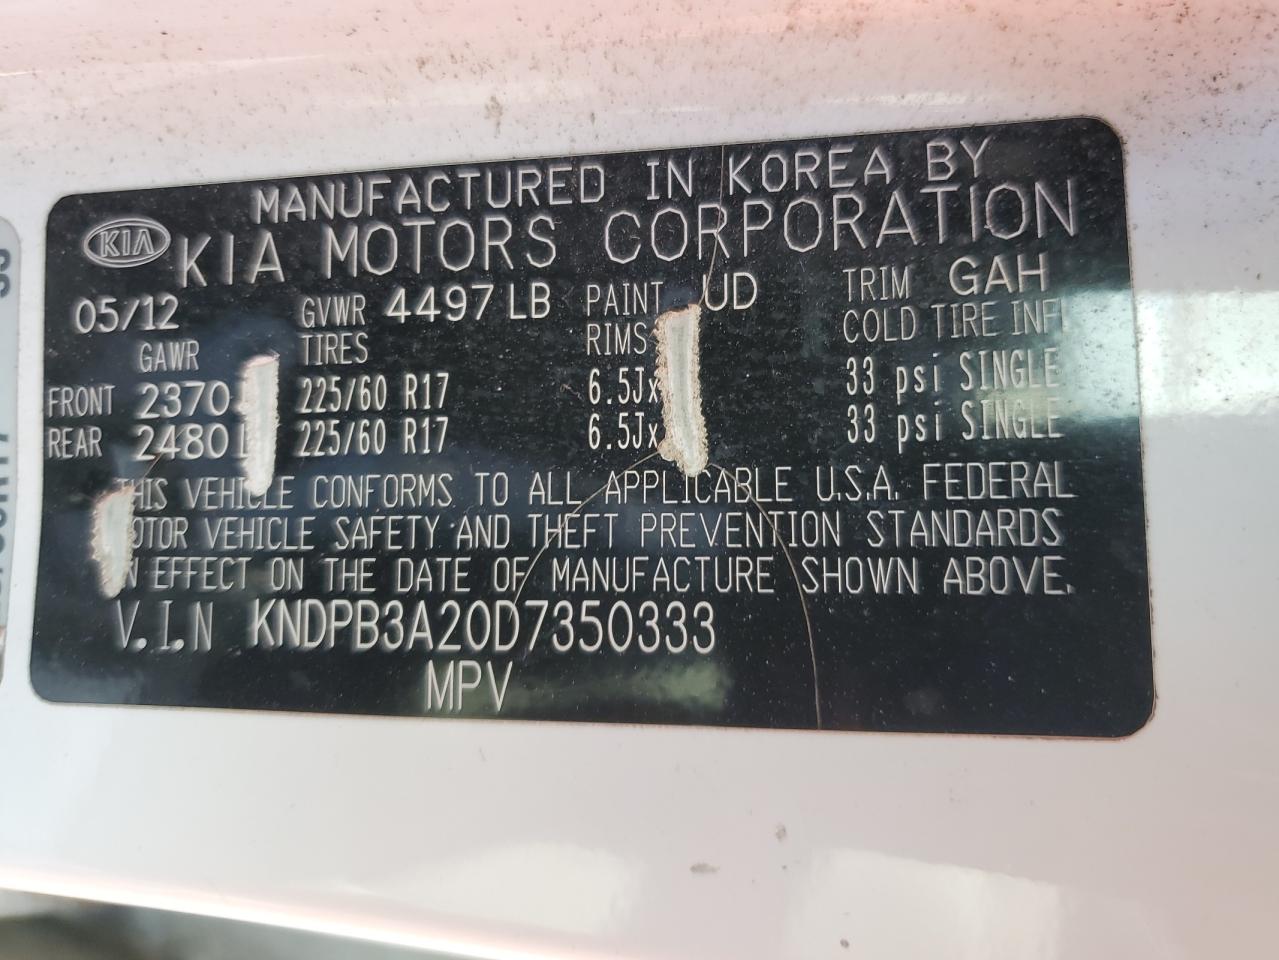 MANUFACTURED IN KOREA BY
KIA KIA MOTORS CORPORATION
05/12 GVWR 4497 LB PAINT UD TRIM GAH
GAWR TIRES RIMS COLD TIRE INFL
FRONT 2370 225/60 R17 6.5Jx 33 psi SINGLE
REAR 2480 L 225/60 R17 6.5Jx 33 psi SINGLE
THIS VEHICLE CONFORMS TO ALL APPLICABLE U.S.A. FEDERAL
MOTOR VEHICLE SAFETY AND THEFT PREVENTION STANDARDS
IN EFFECT ON THE DATE OF MANUFACTURE SHOWN ABOVE.
V.I.N KNDPB3A20D7350333
MPV